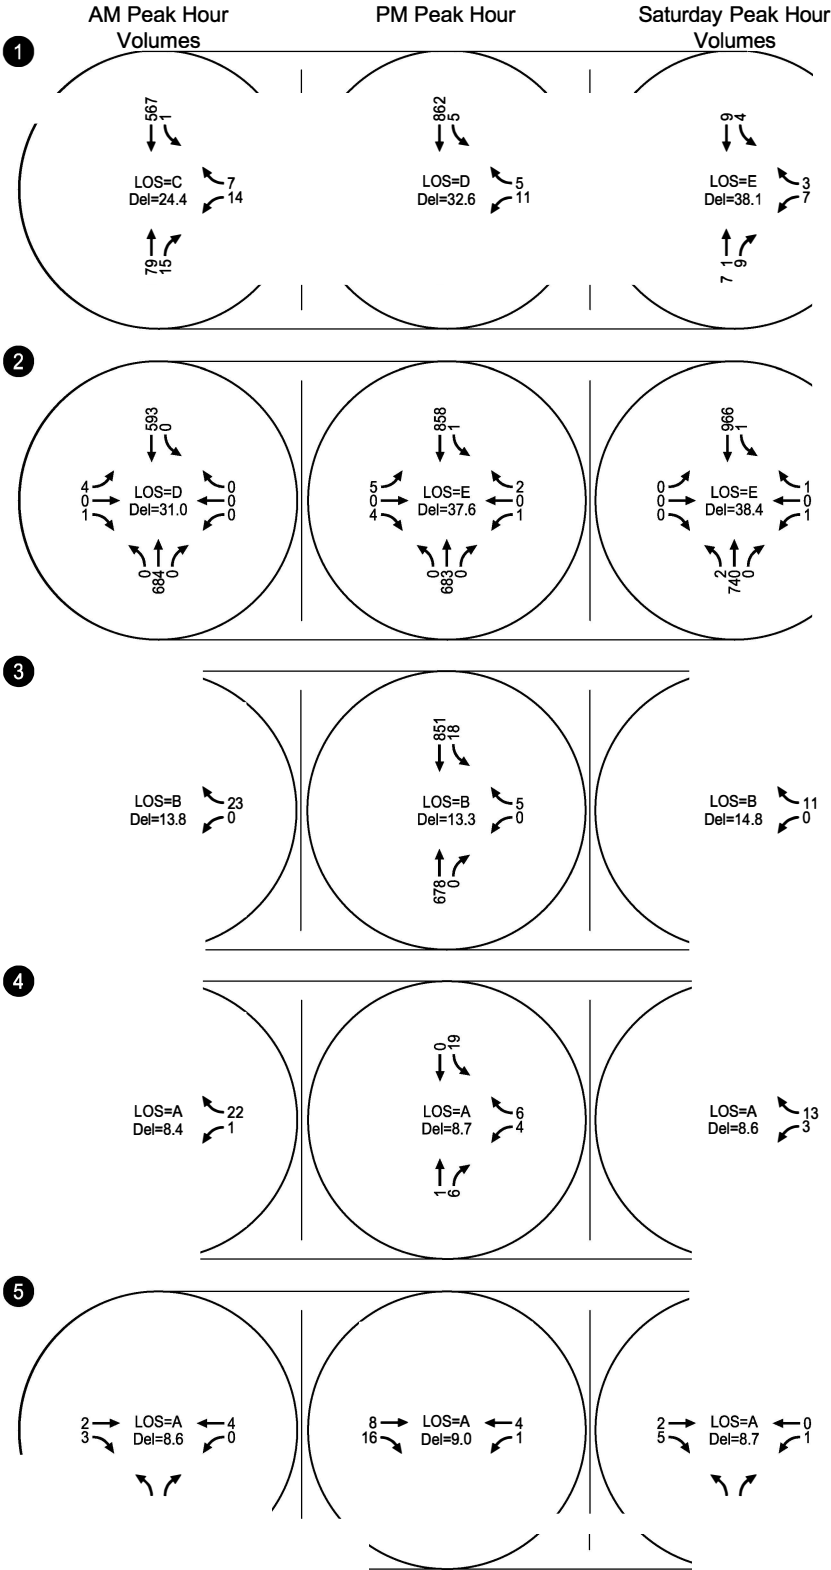 AM Peak Hour
Volumes
PM Peak Hour
Saturday Peak Hour
Volumes
1
567
1
LOS=C
Del=24.4
7
14
79
15
862
5
LOS=D
Del=32.6
5
11
9
4
LOS=E
Del=38.1
3
7
7 1
9
2
593
0
4
0
1
LOS=D
Del=31.0
0
0
0
0
684
0
858
1
5
0
4
LOS=E
Del=37.6
2
0
1
0
683
0
966
1
0
0
0
LOS=E
Del=38.4
1
0
1
2
740
0
3
LOS=B
Del=13.8
23
0
851
18
LOS=B
Del=13.3
5
0
678
0
LOS=B
Del=14.8
11
0
4
LOS=A
Del=8.4
22
1
0
19
LOS=A
Del=8.7
6
4
1
6
LOS=A
Del=8.6
13
3
5
2
3
LOS=A
Del=8.6
4
0
8
16
LOS=A
Del=9.0
4
1
2
5
LOS=A
Del=8.7
0
1